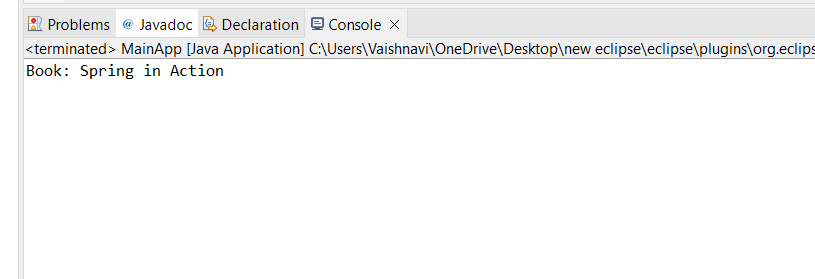 Problems @ Javadoc Declaration Console
<terminated> MainApp [Java Application] C:\Users\Vaishnavi\OneDrive\Desktop\new eclipse\eclipse\plugins\org.eclips
Book: Spring in Action